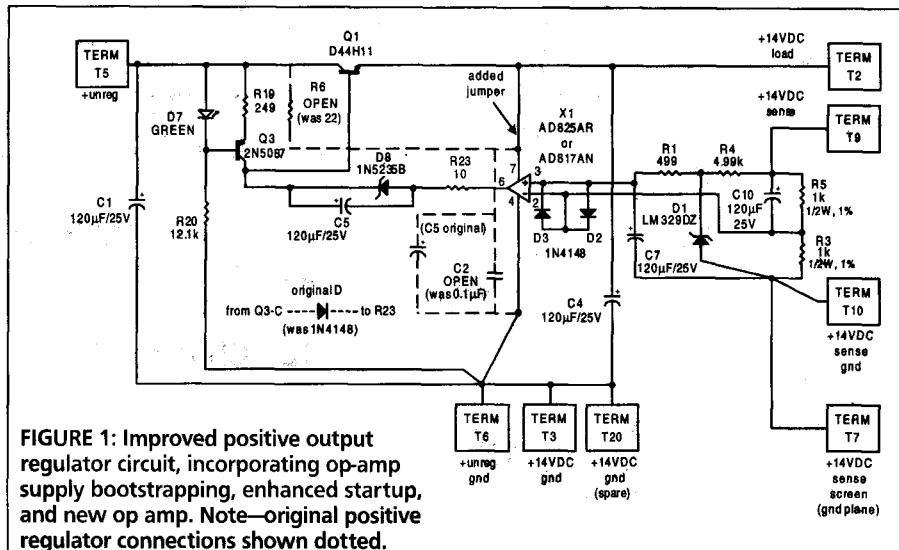 TERM
T5
+unreg
Q1
D44H11
D7
GREEN
R19
249
R6
OPEN
(was 22)
Q3
2N5087
added
jumper
X1
AD825AR
or
AD817AN
D8
1N5235B
R23
10
7
6
3
4
2
+
−
C1
120µF/25V
R20
12.1k
C5
120µF/25V
(C5 original)
C2
OPEN
(was 0.1µF)
D3
D2
1N4148
C4
120µF/25V
original D
from Q3-C
to R23
(was 1N4148)
R1
499
R4
4.99k
D1
LM329DZ
C7
120µF/25V
C10
120µF
25V
R5
1k
1/2W, 1%
R3
1k
1/2W, 1%
+14VDC
load
TERM
T2
+14VDC
sense
TERM
T9
TERM
T10
+14VDC
sense
gnd
TERM
T7
+14VDC
sense
screen
(gnd plane)
TERM
T6
+unreg
gnd
TERM
T3
+14VDC
gnd
TERM
T20
+14VDC
gnd
(spare)
FIGURE 1: Improved positive output
regulator circuit, incorporating op-amp
supply bootstrapping, enhanced startup,
and new op amp. Note—original positive
regulator connections shown dotted.